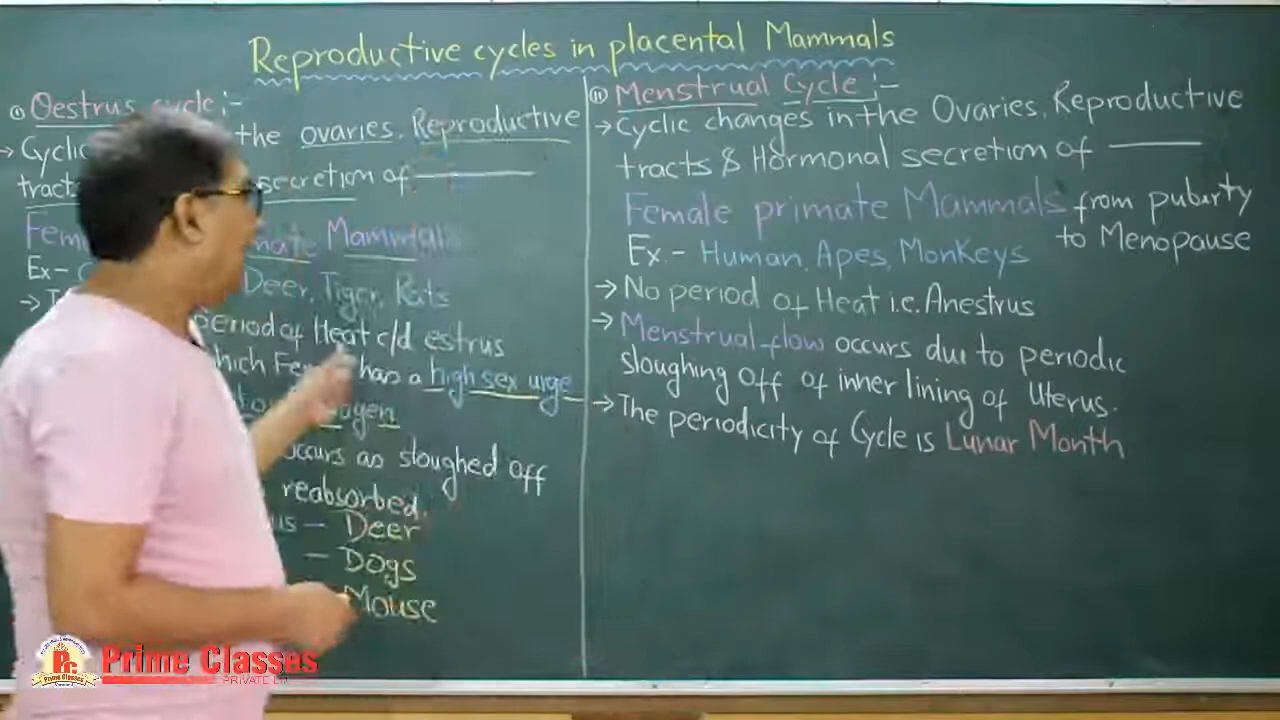 Reproductive cycles in placental Mammals
(i) Oestrus cycle :-
→ Cyclic the ovaries, Reproductive
tracts secretion of ———
Mammals
Ex- Deer, Tiger, Rats
period of Heat c/d estrus
which has a high sex urge
occurs as sloughed off
reabsorbed.
– Deer
– Dogs
Mouse
(ii) Menstrual Cycle :-
→ Cyclic changes in the Ovaries, Reproductive
tracts & Hormonal secretion of ———
Female primate Mammals from puberty
to Menopause
Ex.- Human, Apes, Monkeys
→ No period of Heat i.e. Anestrus
→ Menstrual flow occurs due to periodic
sloughing off of inner lining of Uterus.
→ The periodicity of Cycle is Lunar Month
Prime Classes
PRIVATE Ltd